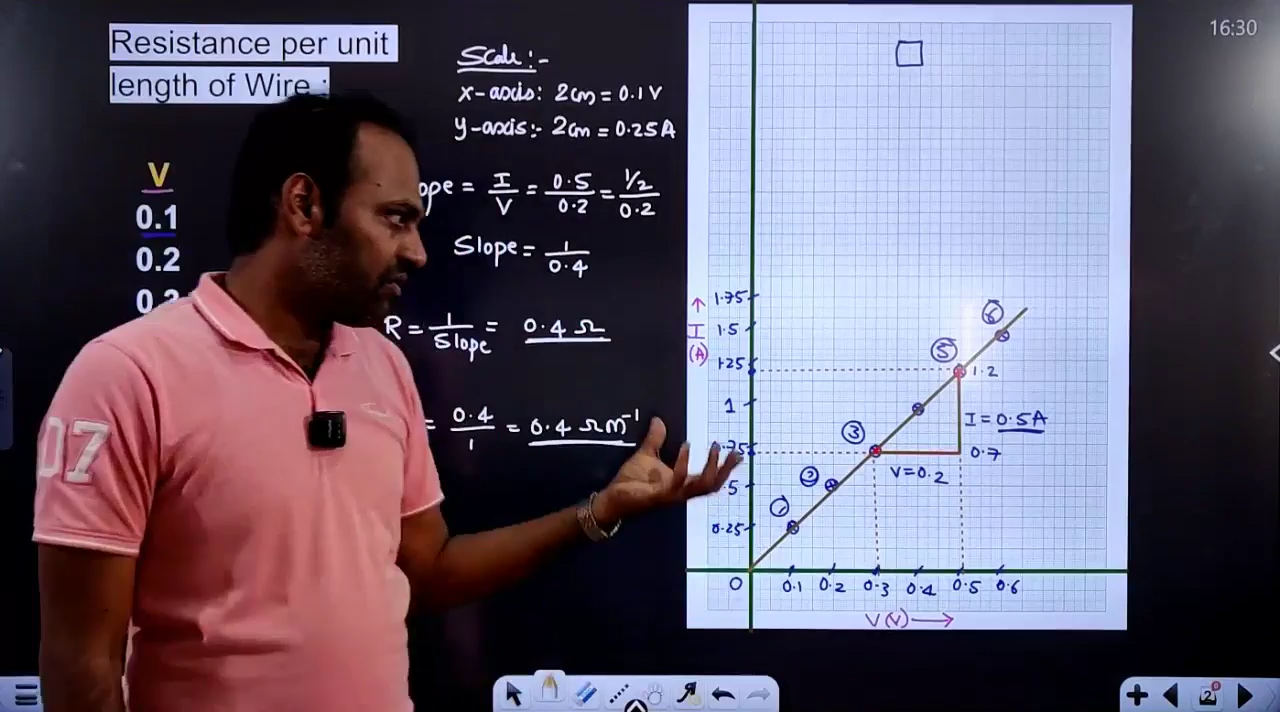 16:30
Resistance per unit
length of Wire :
V
0.1
0.2
Scale :-
x-axis: 2cm = 0.1 V
y-axis:- 2cm = 0.25A
ope = I/V = 0.5/0.2 = 1/2/0.2
Slope = 1/0.4
R = 1/Slope = 0.4 Ω
= 0.4/1 = 0.4 Ωm⁻¹
07
↑
I
(A)
1.75
1.5
1.25
1
.75
.5
0.25
0
0.1 0.2 0.3 0.4 0.5 0.6
V(V) →
① ② ③ ⑤ ⑥
1.2
I = 0.5A
0.7
V=0.2
2